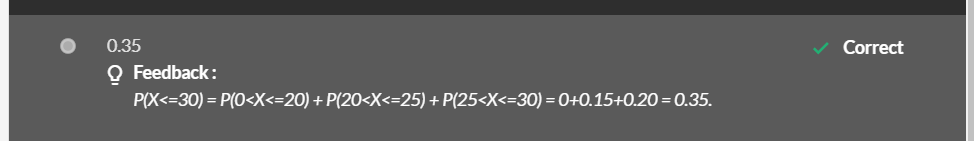 0.35
Correct
Feedback :
P(X<=30) = P(0<X<=20) + P(20<X<=25) + P(25<X<=30) = 0+0.15+0.20 = 0.35.